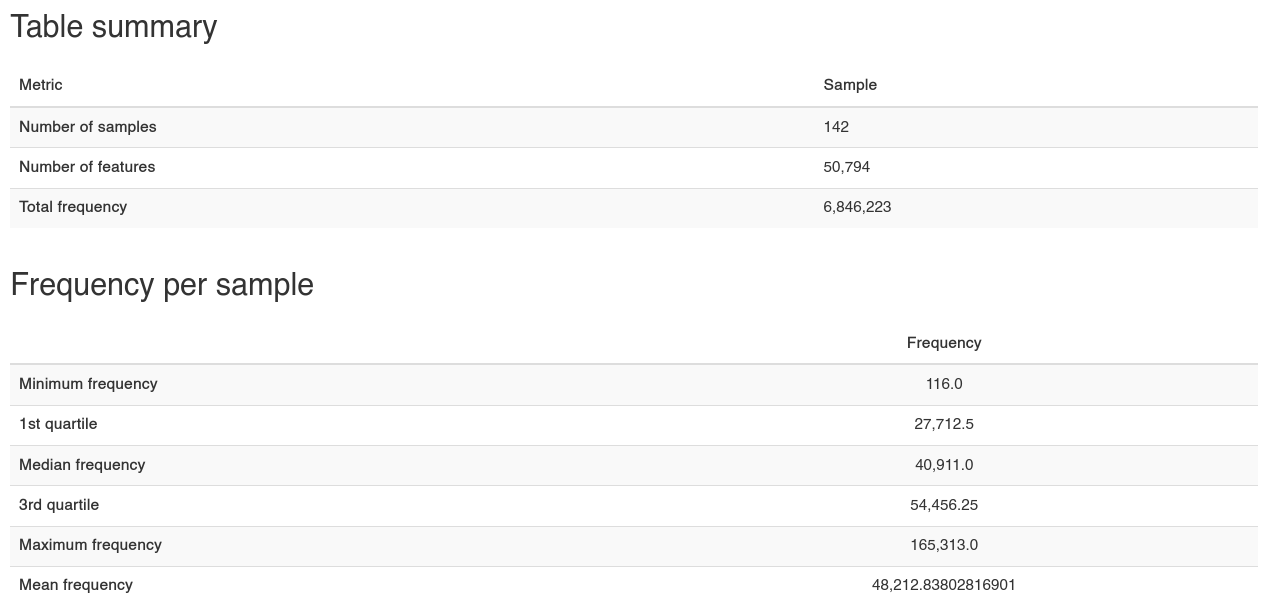 Table summary
Metric Sample
Number of samples 142
Number of features 50,794
Total frequency 6,846,223
Frequency per sample
Frequency
Minimum frequency 116.0
1st quartile 27,712.5
Median frequency 40,911.0
3rd quartile 54,456.25
Maximum frequency 165,313.0
Mean frequency 48,212.83802816901